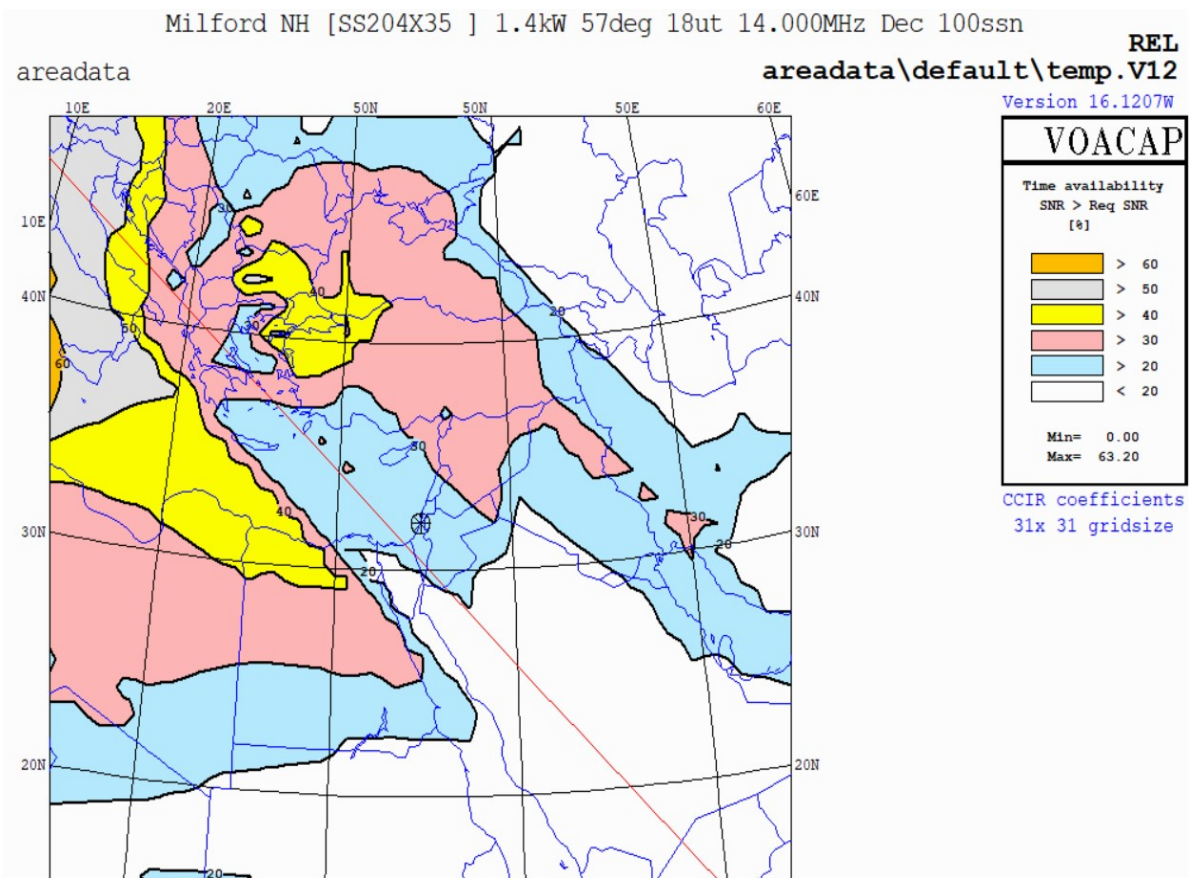 Milford NH [SS204X35 ] 1.4kW 57deg 18ut 14.000MHz Dec 100ssn
REL
areadata
areadata\default\temp.V12
Version 16.1207W
10E 20E 50N 50N 50E 60E
VOACAP
Time availability
SNR > Req SNR
[%]
> 60
> 50
> 40
> 30
> 20
< 20
Min= 0.00
Max= 63.20
CCIR coefficients
31x 31 gridsize
60E
10E
30
40N
40
20
40N
50
30
60
30
40
30N
30
20
30N
20
20N
20N
20